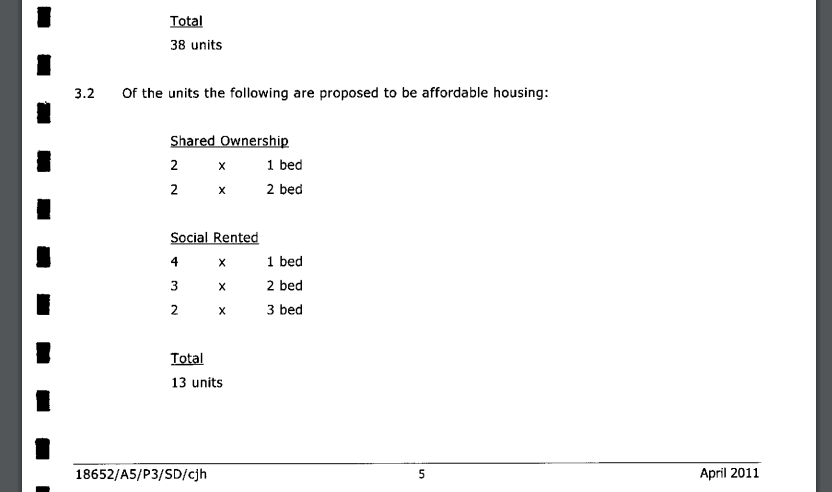 Total
38 units
3.2 Of the units the following are proposed to be affordable housing:
Shared Ownership
2 x 1 bed
2 x 2 bed
Social Rented
4 x 1 bed
3 x 2 bed
2 x 3 bed
Total
13 units
18652/A5/P3/SD/cjh 5 April 2011